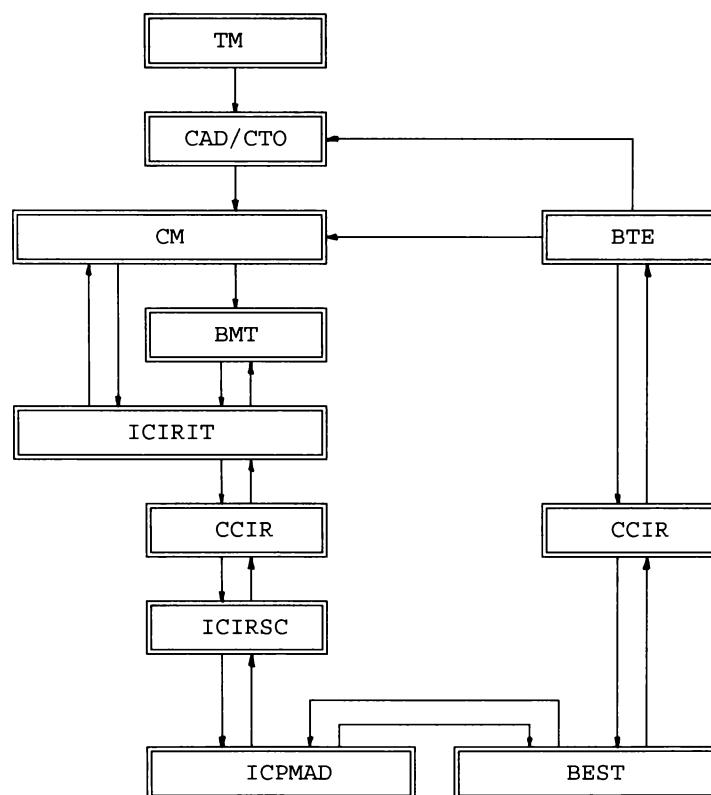 TM
CAD/CTO
CM
BTE
BMT
ICIRIT
CCIR
CCIR
ICIRSC
ICPMAD
BEST